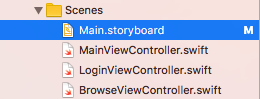 Scenes
Main.storyboard M
MainViewController.swift
LoginViewController.swift
BrowseViewController.swift